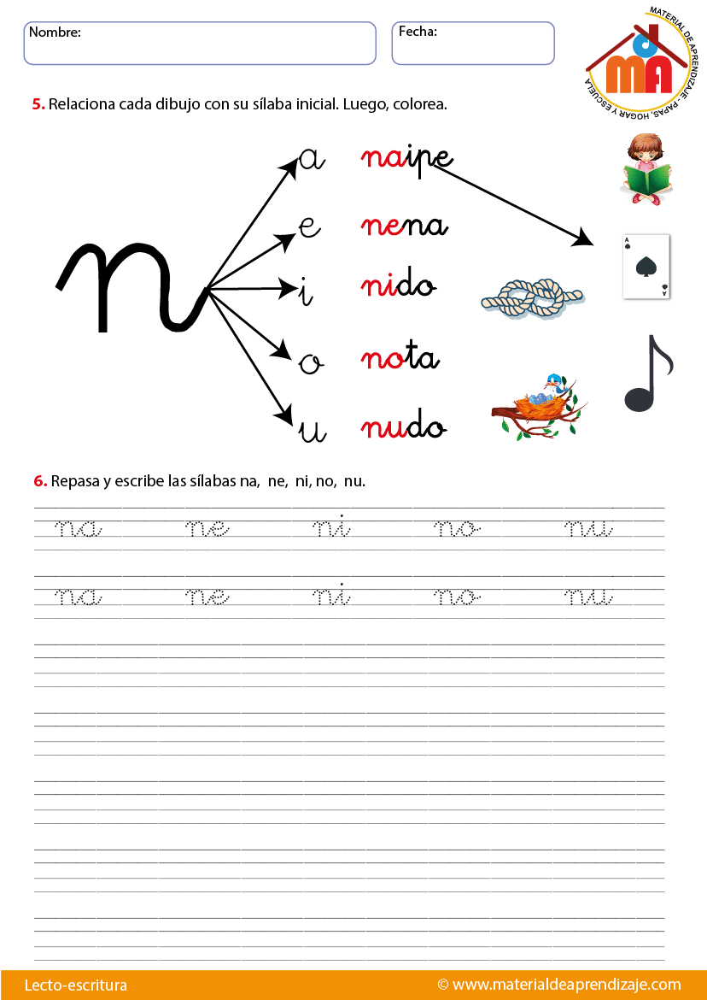 Nombre:
Fecha:
MATERIAL DE APRENDIZAJE - PAPAS, HOGAR Y ESCUELA
dMA
5. Relaciona cada dibujo con su sílaba inicial. Luego, colorea.
n
a naipe
e nena
i nido
o nota
u nudo
A
A
6. Repasa y escribe las sílabas na, ne, ni, no, nu.
na ne ni no nu
na ne ni no nu
Lecto-escritura
© www.materialdeaprendizaje.com